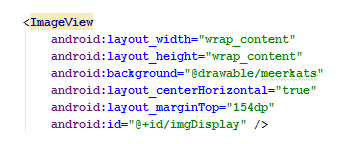 <ImageView
android:layout_width="wrap_content"
android:layout_height="wrap_content"
android:background="@drawable/meerkats"
android:layout_centerHorizontal="true"
android:layout_marginTop="154dp"
android:id="@+id/imgDisplay" />